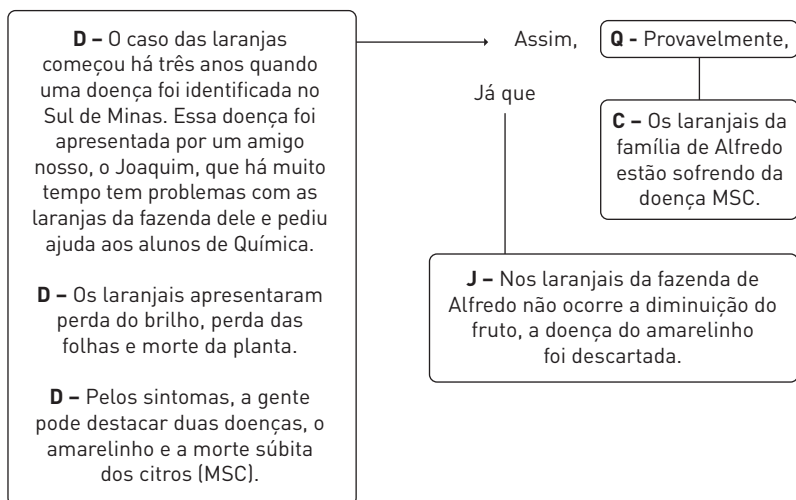 D – O caso das laranjas
começou há três anos quando
uma doença foi identificada no
Sul de Minas. Essa doença foi
apresentada por um amigo
nosso, o Joaquim, que há muito
tempo tem problemas com as
laranjas da fazenda dele e pediu
ajuda aos alunos de Química.
D – Os laranjais apresentaram
perda do brilho, perda das
folhas e morte da planta.
D – Pelos sintomas, a gente
pode destacar duas doenças, o
amarelinho e a morte súbita
dos citros (MSC).
Assim,
Q - Provavelmente,
Já que
C – Os laranjais da
família de Alfredo
estão sofrendo da
doença MSC.
J – Nos laranjais da fazenda de
Alfredo não ocorre a diminuição do
fruto, a doença do amarelinho
foi descartada.